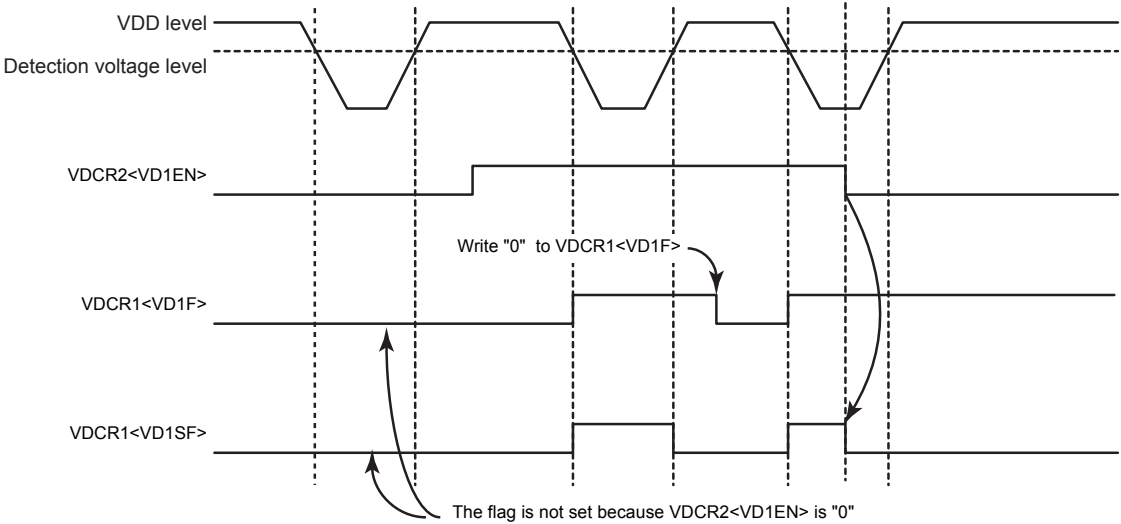 VDD level
Detection voltage level
VDCR2<VD1EN>
Write "0" to VDCR1<VD1F>
VDCR1<VD1F>
VDCR1<VD1SF>
The flag is not set because VDCR2<VD1EN> is "0"